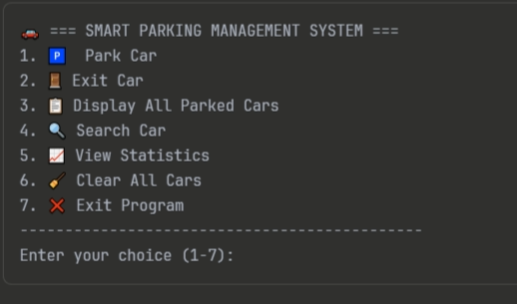 🚗 === SMART PARKING MANAGEMENT SYSTEM ===
1. 🅿️ Park Car
2. 🚪 Exit Car
3. 📋 Display All Parked Cars
4. 🔍 Search Car
5. 📈 View Statistics
6. 🧹 Clear All Cars
7. ❌ Exit Program
---------------------------------------------
Enter your choice (1-7):